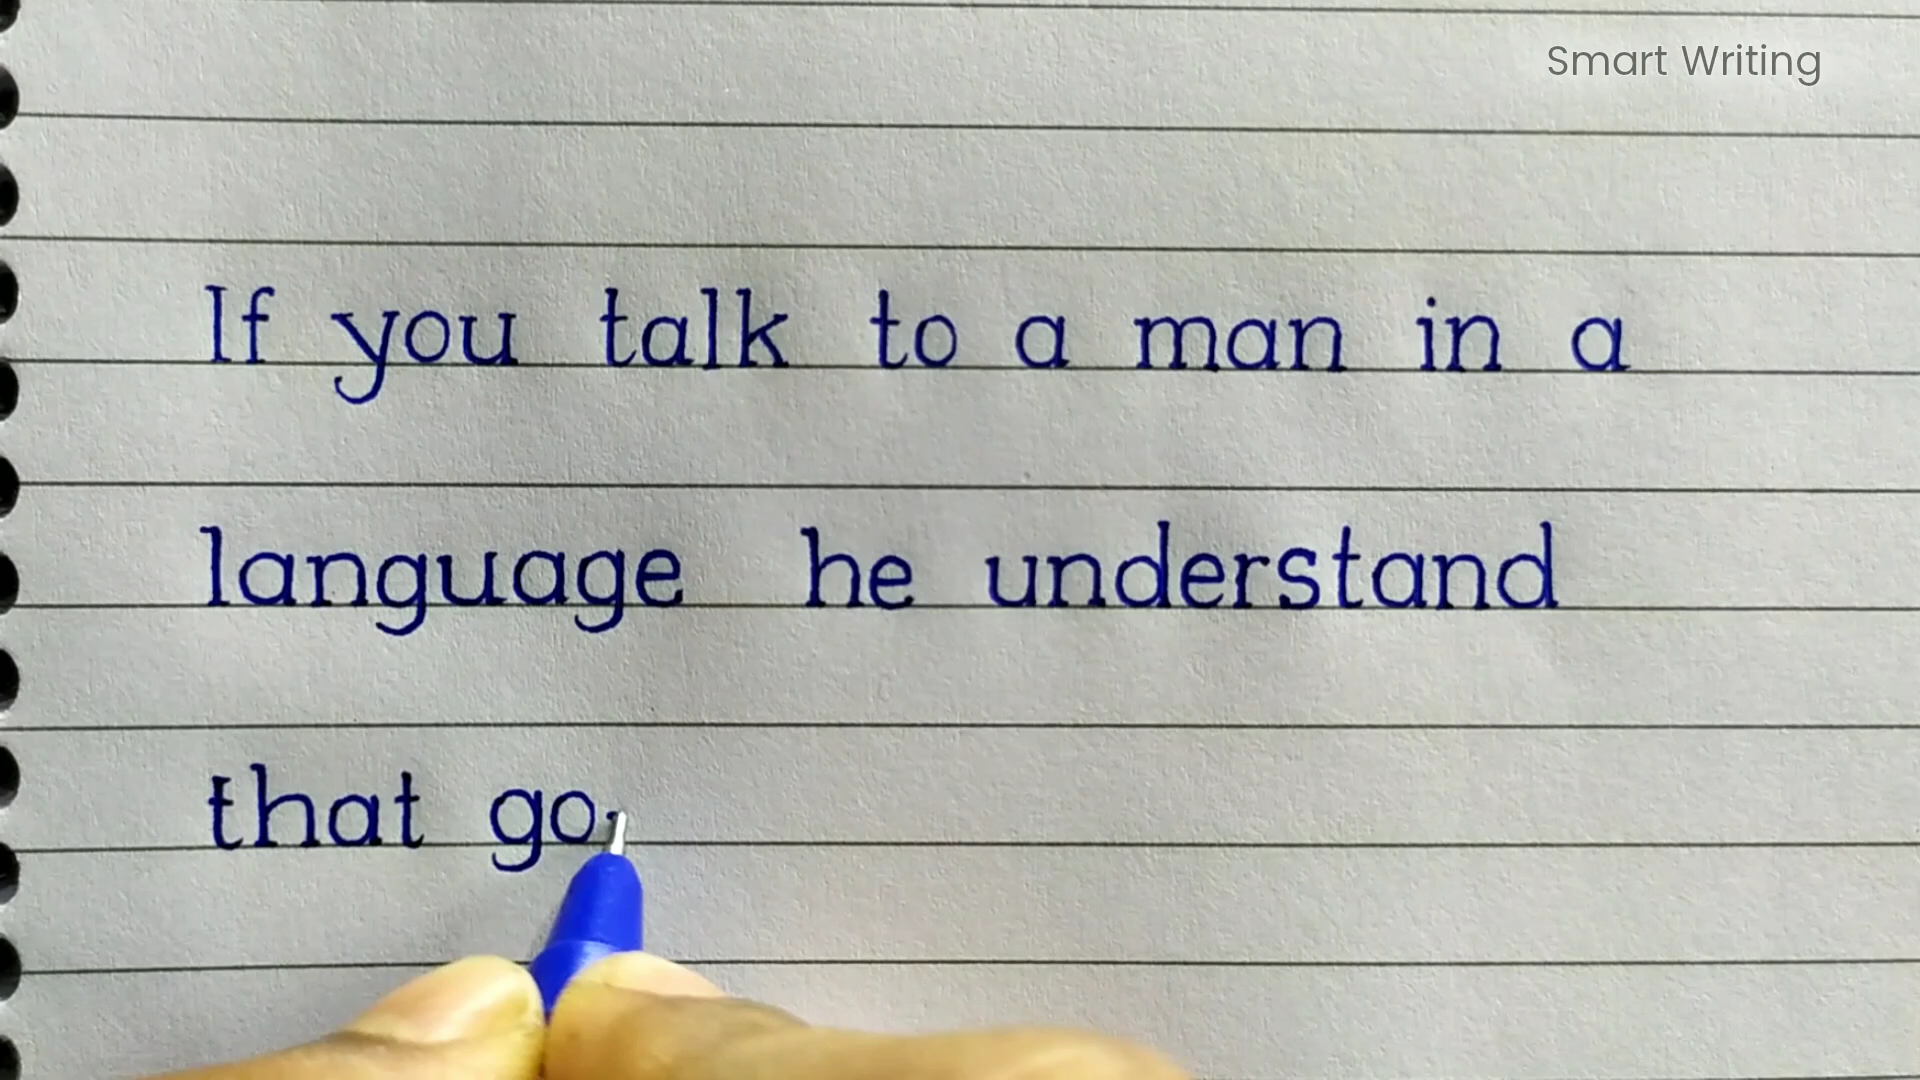 Smart Writing
If you talk to a man in a
language he understand
that go